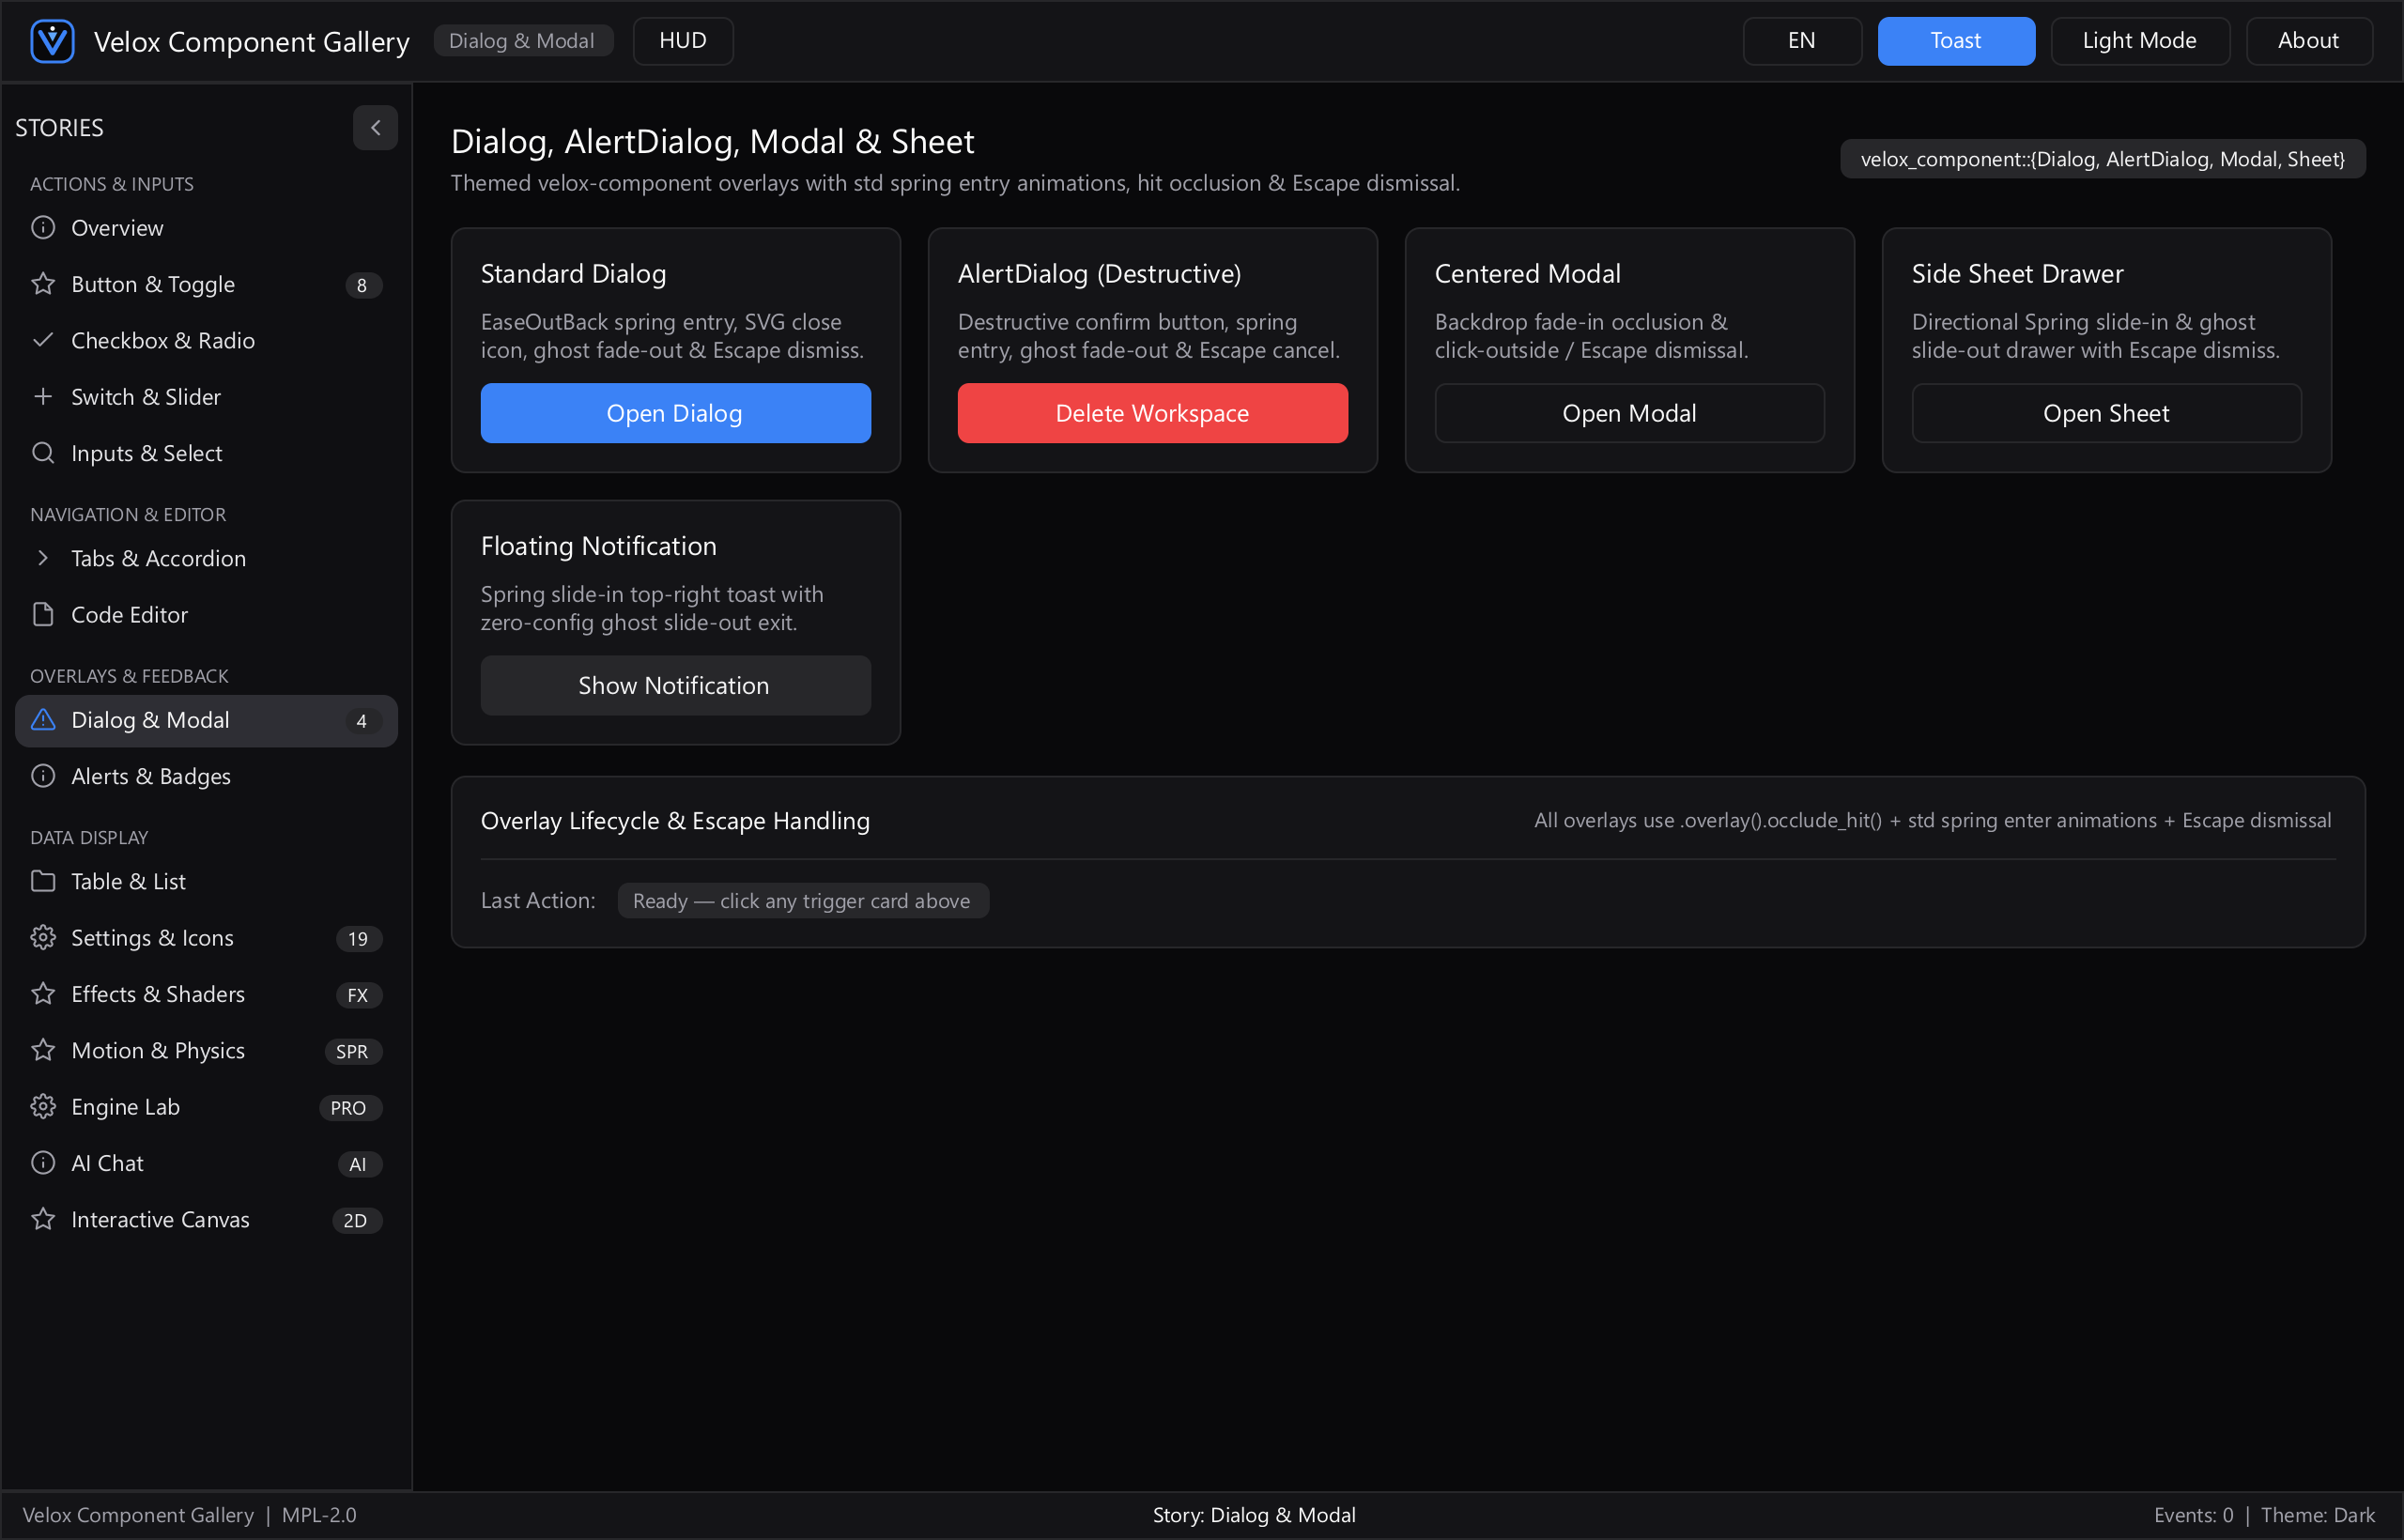 Velox Component Gallery
Dialog & Modal
HUD
EN
Toast
Light Mode
About
STORIES
ACTIONS & INPUTS
Overview
Button & Toggle
8
Checkbox & Radio
Switch & Slider
Inputs & Select
NAVIGATION & EDITOR
Tabs & Accordion
Code Editor
OVERLAYS & FEEDBACK
Dialog & Modal
4
Alerts & Badges
DATA DISPLAY
Table & List
Settings & Icons
19
Effects & Shaders
FX
Motion & Physics
SPR
Engine Lab
PRO
AI Chat
AI
Interactive Canvas
2D
Dialog, AlertDialog, Modal & Sheet
Themed velox-component overlays with std spring entry animations, hit occlusion & Escape dismissal.
velox_component::{Dialog, AlertDialog, Modal, Sheet}
Standard Dialog
EaseOutBack spring entry, SVG close
icon, ghost fade-out & Escape dismiss.
Open Dialog
AlertDialog (Destructive)
Destructive confirm button, spring
entry, ghost fade-out & Escape cancel.
Delete Workspace
Centered Modal
Backdrop fade-in occlusion &
click-outside / Escape dismissal.
Open Modal
Side Sheet Drawer
Directional Spring slide-in & ghost
slide-out drawer with Escape dismiss.
Open Sheet
Floating Notification
Spring slide-in top-right toast with
zero-config ghost slide-out exit.
Show Notification
Overlay Lifecycle & Escape Handling
All overlays use .overlay().occlude_hit() + std spring enter animations + Escape dismissal
Last Action:
Ready — click any trigger card above
Velox Component Gallery | MPL-2.0
Story: Dialog & Modal
Events: 0 | Theme: Dark